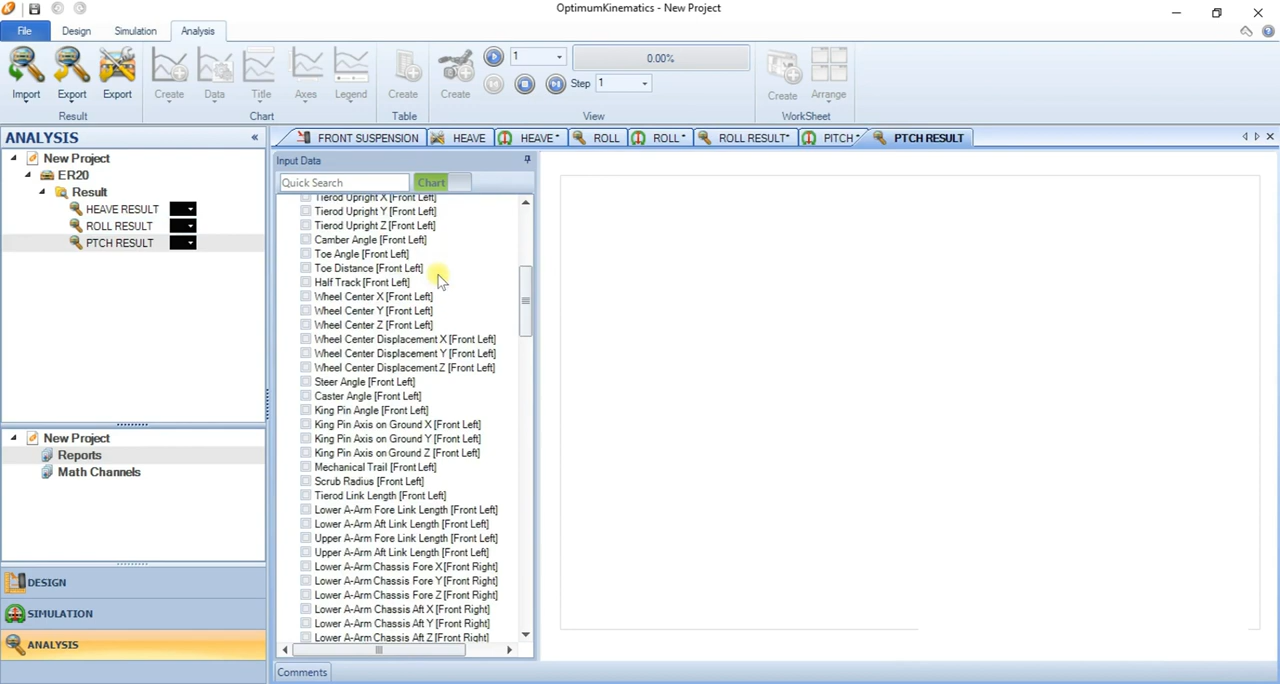 OptimumKinematics - New Project
File Design Simulation Analysis
Import Export Export Create Data Title Axes Legend Create Create 1 0.00% Step 1 Create Arrange
Result Chart Table View WorkSheet
ANALYSIS
New Project
ER20
Result
HEAVE RESULT
ROLL RESULT
PTCH RESULT
New Project
Reports
Math Channels
DESIGN
SIMULATION
ANALYSIS
FRONT SUSPENSION HEAVE HEAVE* ROLL ROLL* ROLL RESULT* PITCH* PTCH RESULT
Input Data
Quick Search Chart
Tierod Upright X [Front Left]
Tierod Upright Y [Front Left]
Tierod Upright Z [Front Left]
Camber Angle [Front Left]
Toe Angle [Front Left]
Toe Distance [Front Left]
Half Track [Front Left]
Wheel Center X [Front Left]
Wheel Center Y [Front Left]
Wheel Center Z [Front Left]
Wheel Center Displacement X [Front Left]
Wheel Center Displacement Y [Front Left]
Wheel Center Displacement Z [Front Left]
Steer Angle [Front Left]
Caster Angle [Front Left]
King Pin Angle [Front Left]
King Pin Axis on Ground X [Front Left]
King Pin Axis on Ground Y [Front Left]
King Pin Axis on Ground Z [Front Left]
Mechanical Trail [Front Left]
Scrub Radius [Front Left]
Tierod Link Length [Front Left]
Lower A-Arm Fore Link Length [Front Left]
Lower A-Arm Aft Link Length [Front Left]
Upper A-Arm Fore Link Length [Front Left]
Upper A-Arm Aft Link Length [Front Left]
Lower A-Arm Chassis Fore X [Front Right]
Lower A-Arm Chassis Fore Y [Front Right]
Lower A-Arm Chassis Fore Z [Front Right]
Lower A-Arm Chassis Aft X [Front Right]
Lower A-Arm Chassis Aft Y [Front Right]
Lower A-Arm Chassis Aft Z [Front Right]
Comments